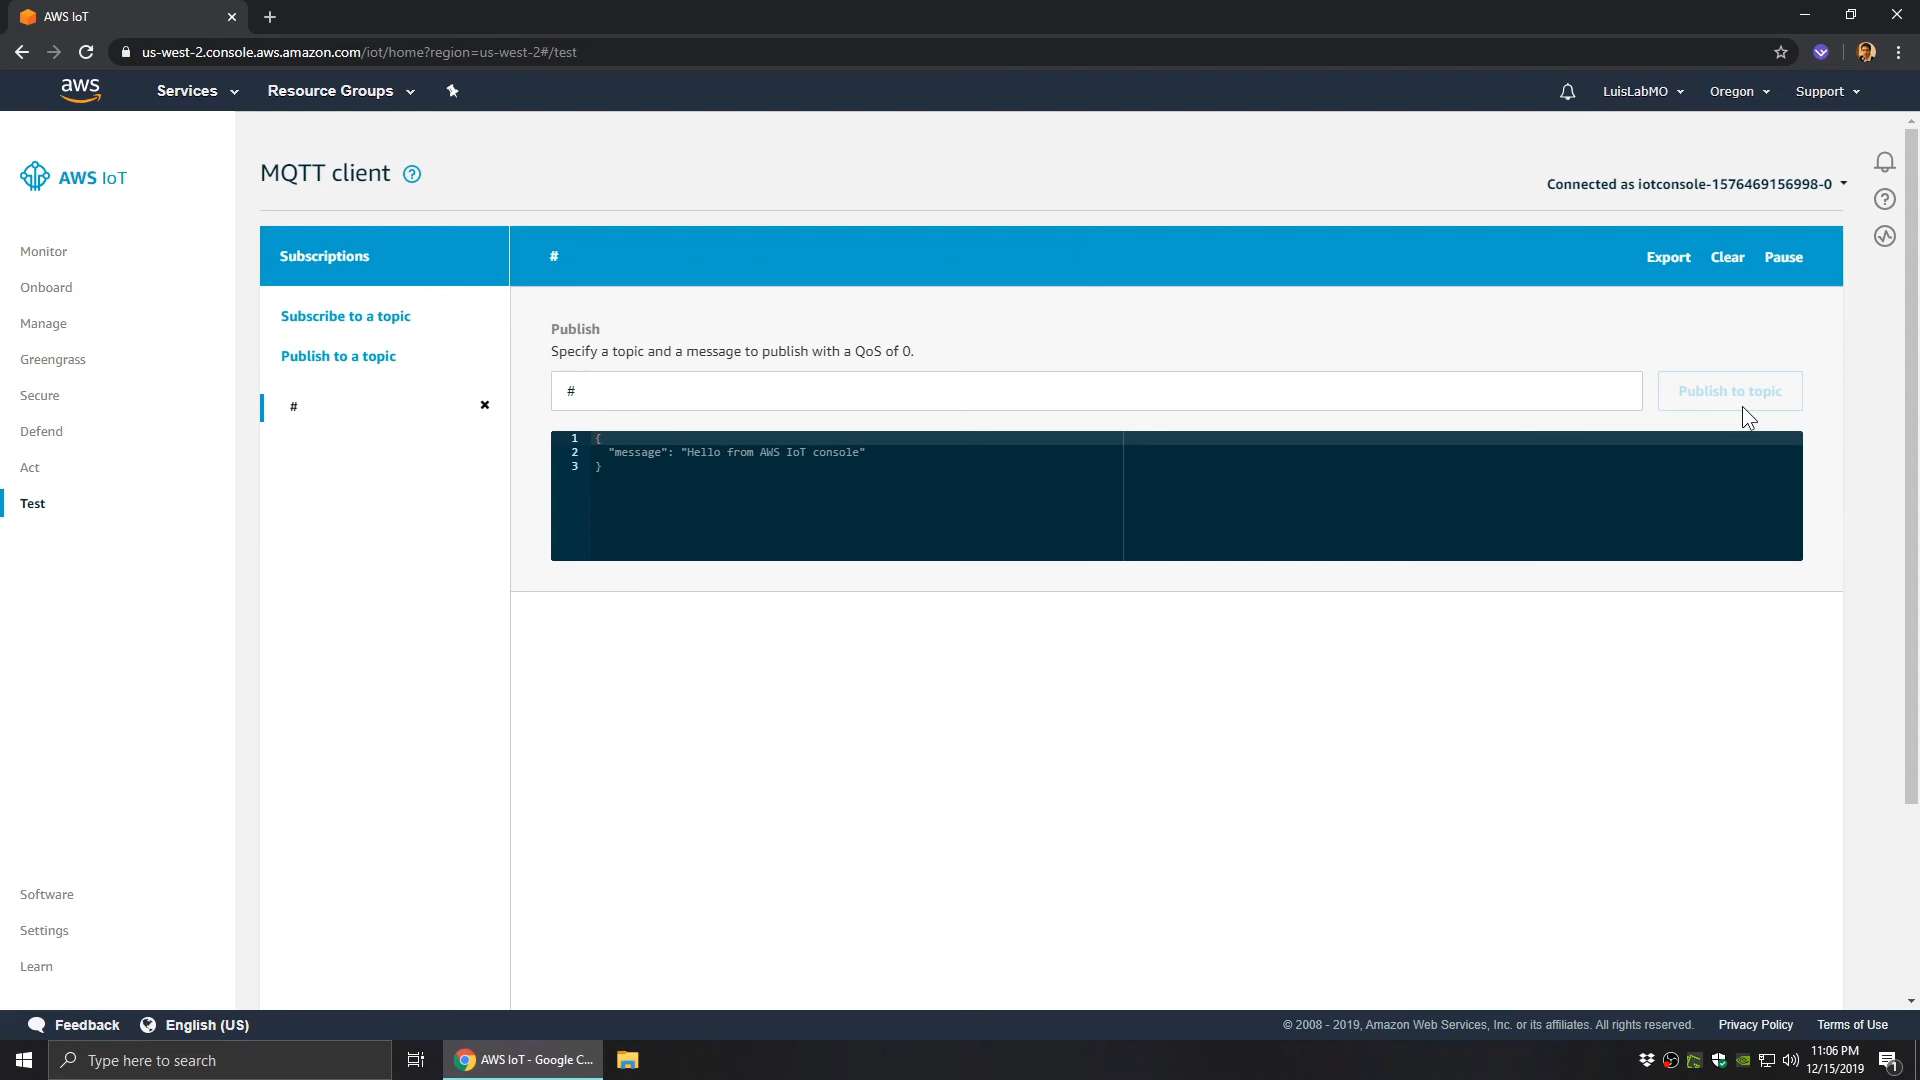 AWS IoT
us-west-2.console.aws.amazon.com/iot/home?region=us-west-2#/test
aws
Services
Resource Groups
LuisLabMO
Oregon
Support
AWS IoT
MQTT client
Connected as iotconsole-1576469156998-0
Monitor
Onboard
Manage
Greengrass
Secure
Defend
Act
Test
Software
Settings
Learn
Subscriptions
Subscribe to a topic
Publish to a topic
#
#
Export
Clear
Pause
Publish
Specify a topic and a message to publish with a QoS of 0.
#
Publish to topic
1 {
2 "message": "Hello from AWS IoT console"
3 }
Feedback
English (US)
© 2008 - 2019, Amazon Web Services, Inc. or its affiliates. All rights reserved.
Privacy Policy
Terms of Use
Type here to search
AWS IoT - Google C...
11:06 PM
12/15/2019
1